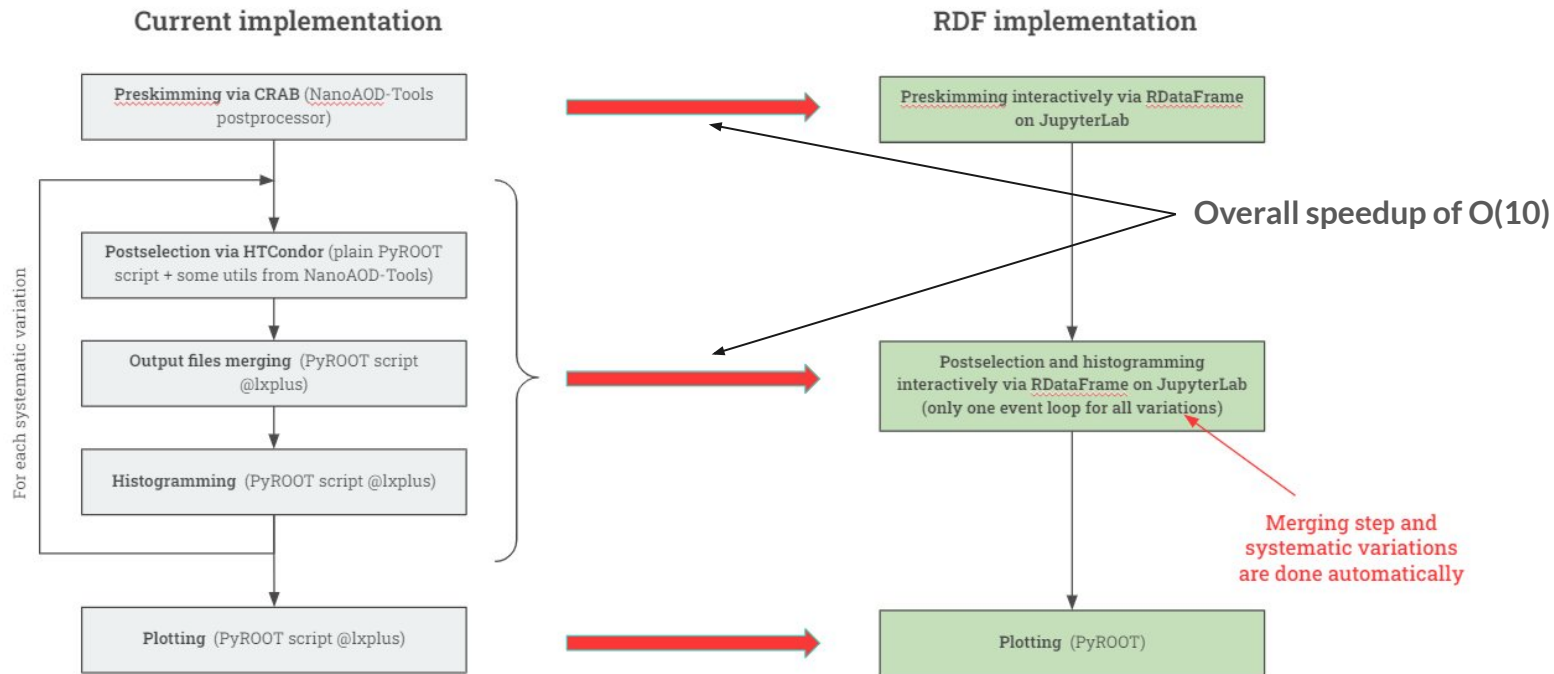 Current implementation
RDF implementation
Preskimming via CRAB (NanoAOD-Tools
postprocessor)
Preskimming interactively via RDataFrame
on JupyterLab
Overall speedup of O(10)
For each systematic variation
Postselection via HTCondor (plain PyROOT
script + some utils from NanoAOD-Tools)
Output files merging (PyROOT script
@lxplus)
Histogramming (PyROOT script @lxplus)
Postselection and histogramming
interactively via RDataFrame on JupyterLab
(only one event loop for all variations)
Merging step and
systematic variations
are done automatically
Plotting (PyROOT script @lxplus)
Plotting (PyROOT)